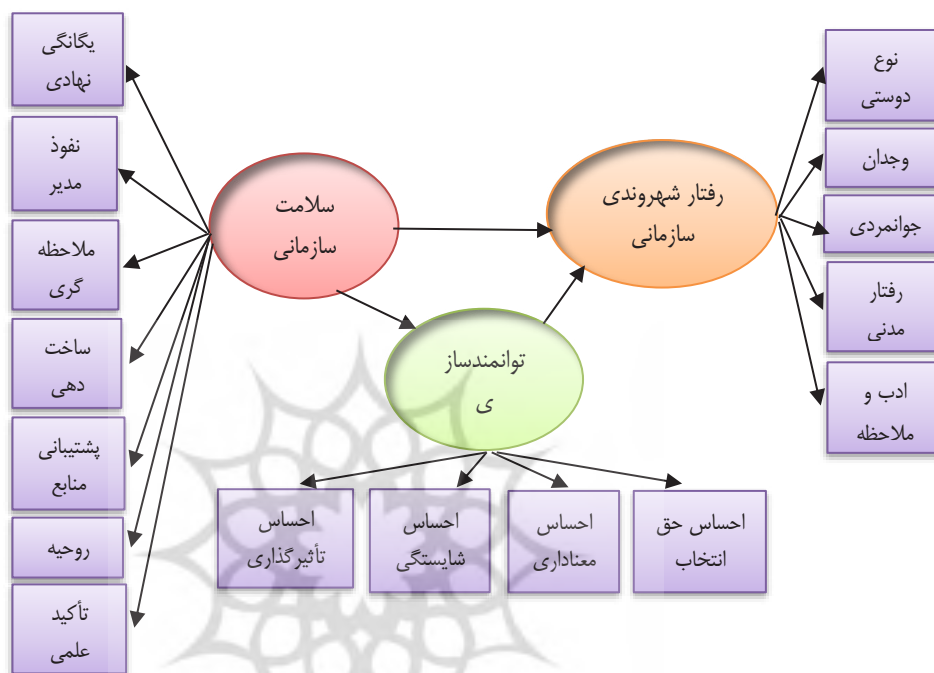 یگانگی
نهادی
نفوذ
مدیر
ملاحظه
گری
ساخت
دهی
پشتیبانی
منابع
روحیه
تأکید
علمی
سلامت
سازمانی
رفتار شهروندی
سازمانی
توانمندساز
ی
نوع
دوستی
وجدان
جوانمردی
رفتار
مدنی
ادب و
ملاحظه
احساس حق
انتخاب
احساس
معناداری
احساس
شایستگی
احساس
تأثیرگذاری